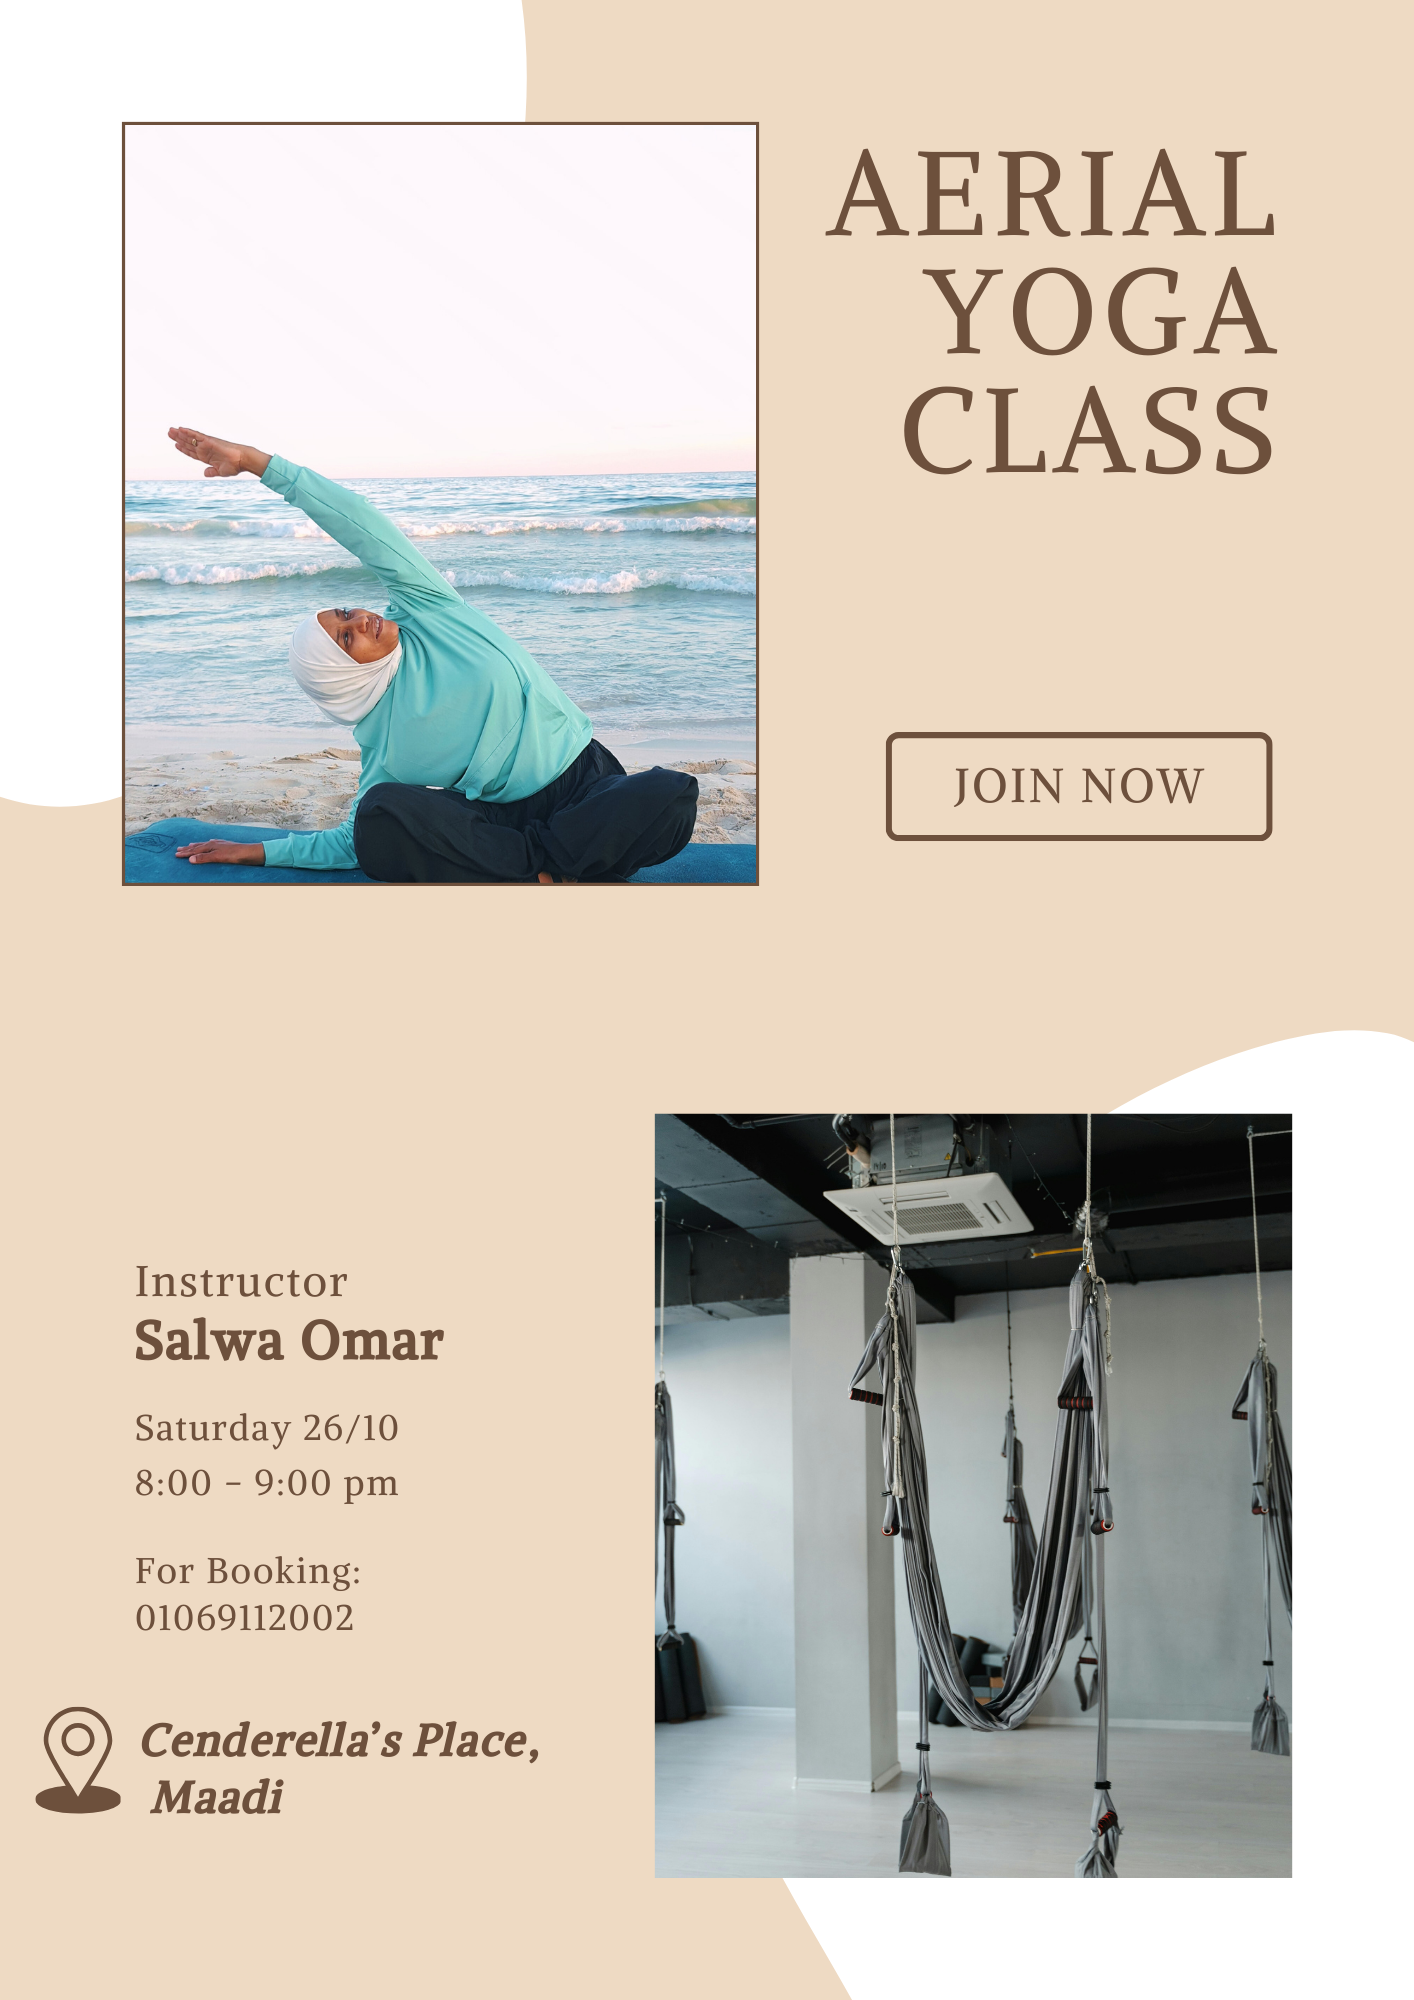 AERIAL
YOGA
CLASS
JOIN NOW
Instructor
Salwa Omar
Saturday 26/10
8:00 - 9:00 pm
For Booking:
01069112002
Cenderella's Place,
Maadi